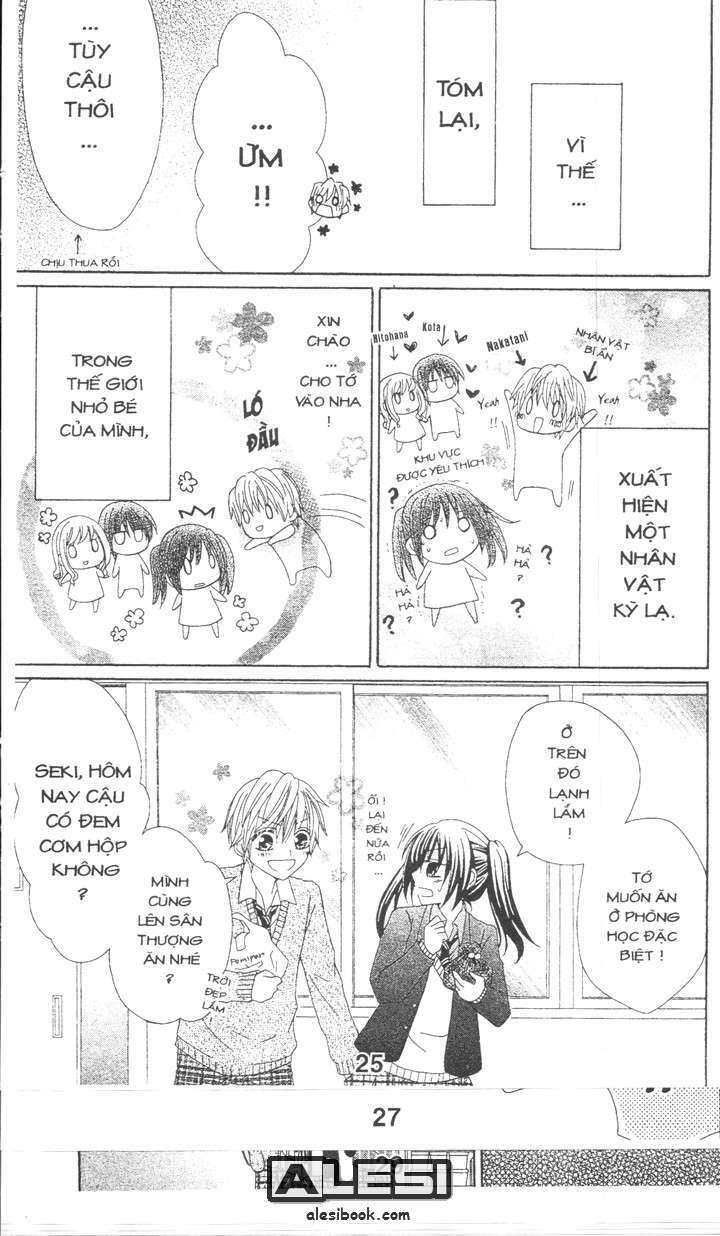 VÌ
THẾ
...
TÓM
LẠI,
...
ỪM
!!
...
TÙY
CẬU
THÔI
...
CHỊU THUA RỒI
XUẤT
HIỆN
MỘT
NHÂN
VẬT
KỲ LẠ.
NHÂN VẬT
BÍ ẨN
Nakatani
Kota
Hitohana
Yeah
!!
Yeah
!!
KHU VỰC
ĐƯỢC YÊU THÍCH
?
HẢ
HẢ
?
?
?
HẢ
HẢ
?
?
TRONG
THẾ GIỚI
NHỎ BÉ
CỦA MÌNH,
XIN
CHÀO
...
CHO TỚ
VÀO NHA
!
LÓ
ĐẦU
Ở
TRÊN
ĐÓ
LẠNH
LẮM
!
TỚ
MUỐN ĂN
Ở PHÒNG
HỌC ĐẶC
BIỆT !
ỐI !
LẠI
ĐẾN
NỮA
RỒI
...
SEKI, HÔM
NAY CẬU
CÓ ĐEM
CƠM HỘP
KHÔNG
?
MÌNH
CÙNG
LÊN SÂN
THƯỢNG
ĂN NHÉ
?
TRỜI
ĐẸP
LẮM
25
27
ALESI
alesibook.com